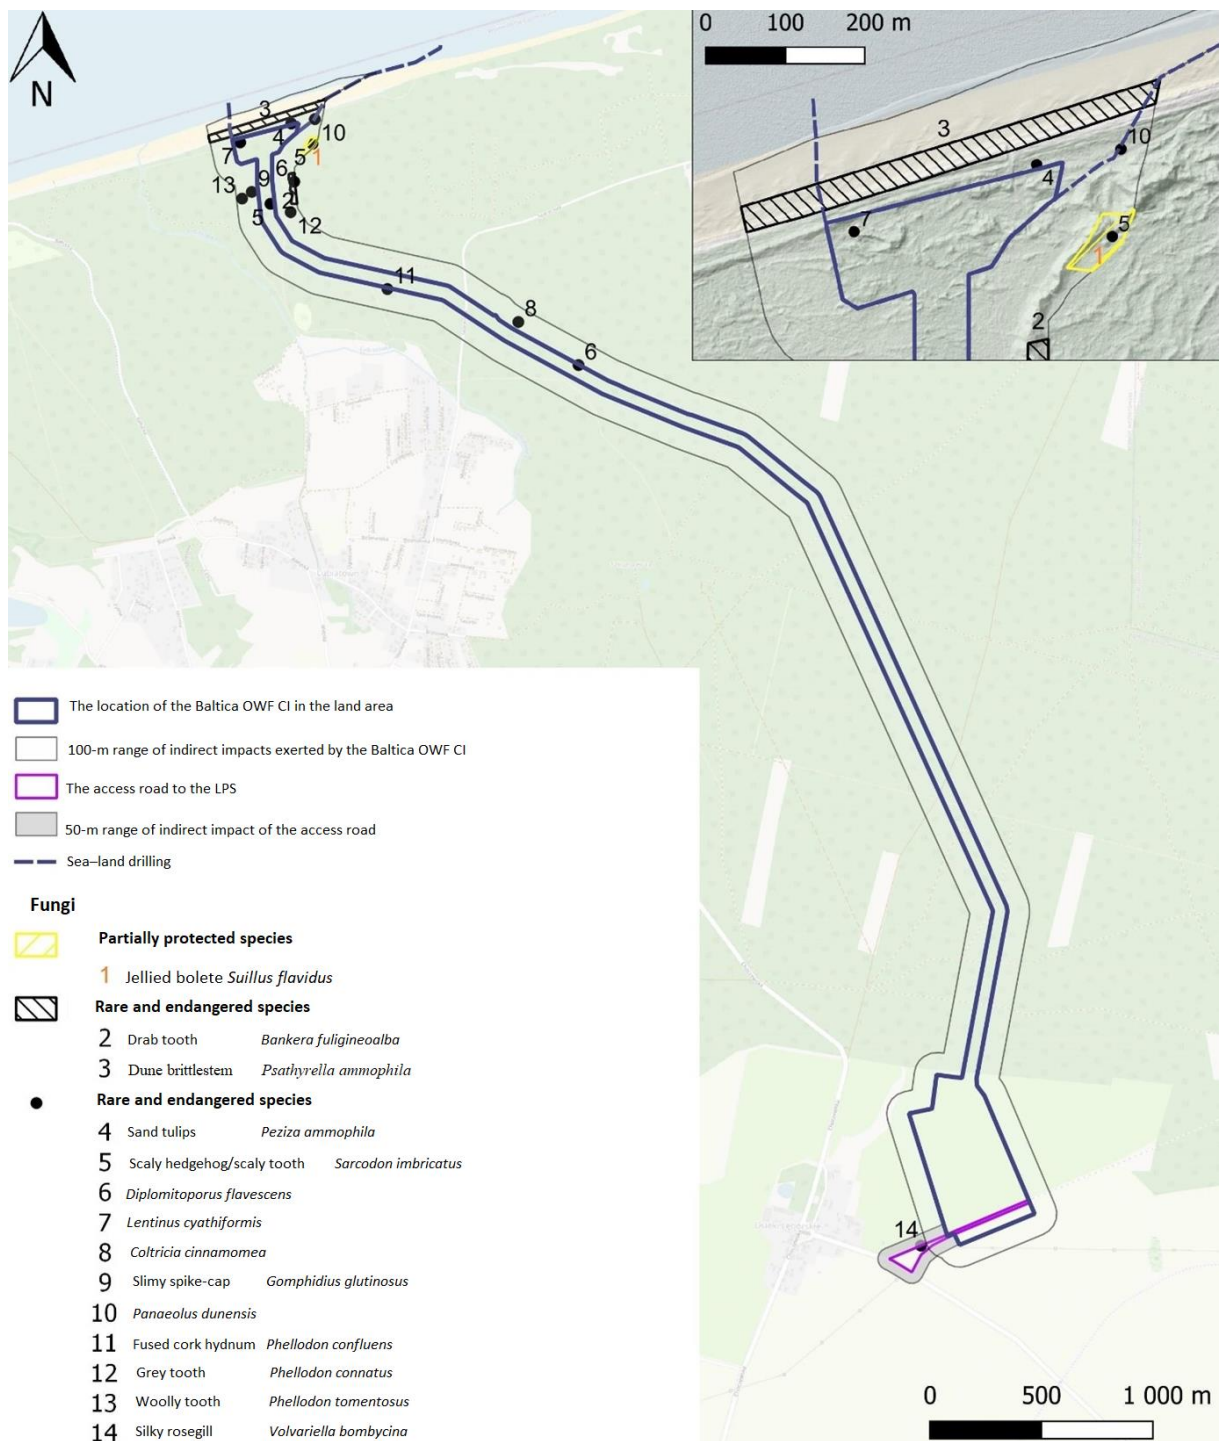 0 100 200 m
N
3
10
4
5
1
7
6
9
13
2
5
12
11
8
6
3
10
4
7
5
1
2
The location of the Baltica OWF CI in the land area
100-m range of indirect impacts exerted by the Baltica OWF CI
The access road to the LPS
50-m range of indirect impact of the access road
Sea–land drilling
Fungi
Partially protected species
1 Jellied bolete Suillus flavidus
Rare and endangered species
2 Drab tooth Bankera fuligineoalba
3 Dune brittlestem Psathyrella ammophila
Rare and endangered species
4 Sand tulips Peziza ammophila
5 Scaly hedgehog/scaly tooth Sarcodon imbricatus
6 Diplomitoporus flavescens
7 Lentinus cyathiformis
8 Coltricia cinnamomea
9 Slimy spike-cap Gomphidius glutinosus
10 Panaeolus dunensis
11 Fused cork hydnum Phellodon confluens
12 Grey tooth Phellodon connatus
13 Woolly tooth Phellodon tomentosus
14 Silky rosegill Volvariella bombycina
14
0 500 1 000 m